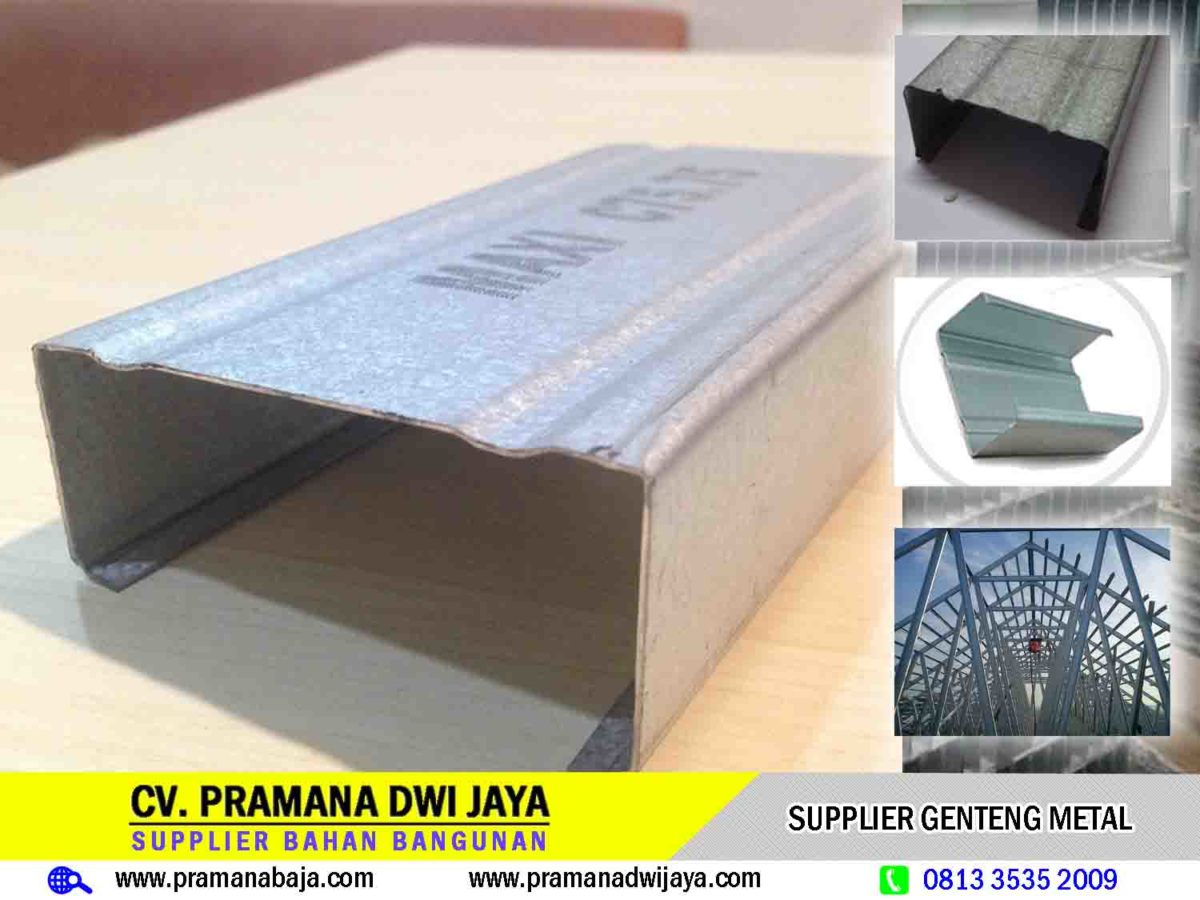 MAXI C75.75
CV. PRAMANA DWI JAYA
SUPPLIER BAHAN BANGUNAN
SUPPLIER GENTENG METAL
www.pramanabaja.com
www.pramanadwijaya.com
0813 3535 2009